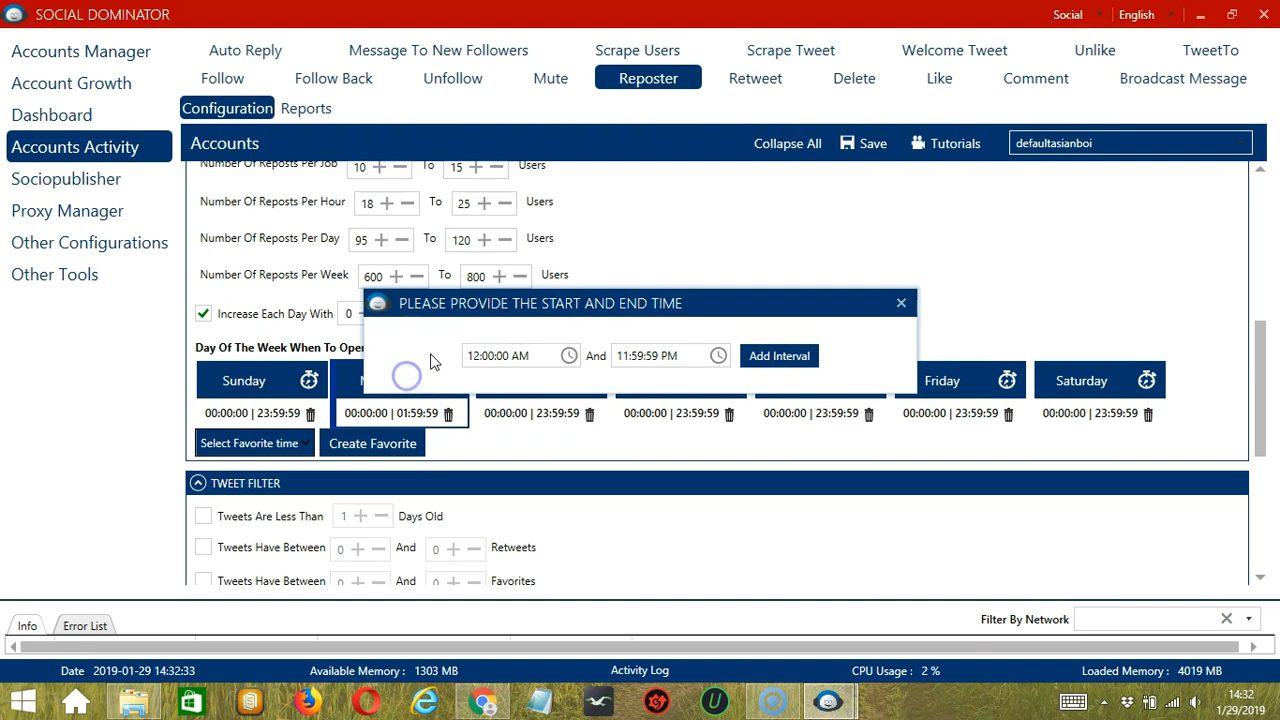 SOCIAL DOMINATOR
Social
English
Accounts Manager
Account Growth
Dashboard
Accounts Activity
Sociopublisher
Proxy Manager
Other Configurations
Other Tools
Auto Reply
Message To New Followers
Scrape Users
Scrape Tweet
Welcome Tweet
Unlike
TweetTo
Follow
Follow Back
Unfollow
Mute
Reposter
Retweet
Delete
Like
Comment
Broadcast Message
Configuration
Reports
Accounts
Collapse All
Save
Tutorials
defaultasianboi
Number Of Reposts Per Job 10 + − To 15 + − Users
Number Of Reposts Per Hour 18 + − To 25 + − Users
Number Of Reposts Per Day 95 + − To 120 + − Users
Number Of Reposts Per Week 600 + − To 800 + − Users
Increase Each Day With 0
PLEASE PROVIDE THE START AND END TIME
12:00:00 AM And 11:59:59 PM Add Interval
Day Of The Week When To Oper
Sunday
Friday
Saturday
00:00:00 | 23:59:59
00:00:00 | 01:59:59
00:00:00 | 23:59:59
00:00:00 | 23:59:59
00:00:00 | 23:59:59
00:00:00 | 23:59:59
00:00:00 | 23:59:59
Select Favorite time
Create Favorite
TWEET FILTER
Tweets Are Less Than 1 + − Days Old
Tweets Have Between 0 + − And 0 + − Retweets
Tweets Have Between 0 + − And 0 + − Favorites
Info
Error List
Filter By Network
Date 2019-01-29 14:32:33
Available Memory : 1303 MB
Activity Log
CPU Usage : 2 %
Loaded Memory : 4019 MB
14:32
1/29/2019